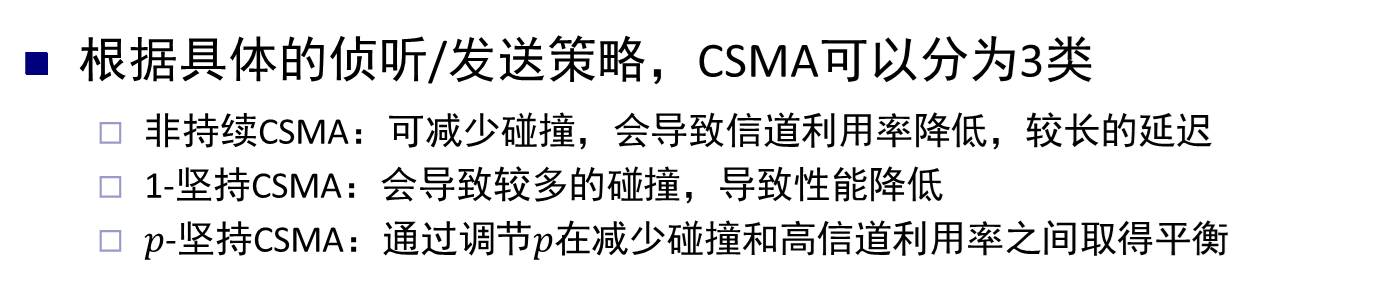 根据具体的侦听/发送策略，CSMA可以分为3类
非持续CSMA：可减少碰撞，会导致信道利用率降低，较长的延迟
1-坚持CSMA：会导致较多的碰撞，导致性能降低
p-坚持CSMA：通过调节p在减少碰撞和高信道利用率之间取得平衡